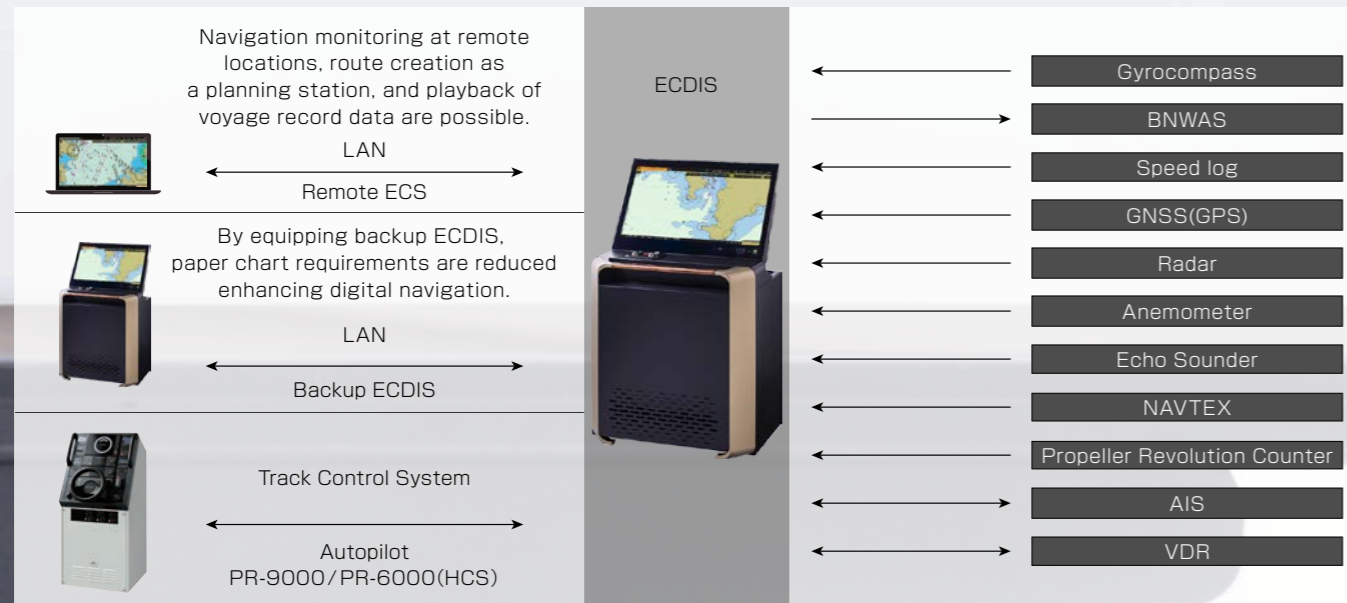 Navigation monitoring at remote
locations, route creation as
a planning station, and playback of
voyage record data are possible.
LAN
Remote ECS
By equipping backup ECDIS,
paper chart requirements are reduced
enhancing digital navigation.
LAN
Backup ECDIS
Track Control System
Autopilot
PR-9000/PR-6000(HCS)
ECDIS
Gyrocompass
BNWAS
Speed log
GNSS(GPS)
Radar
Anemometer
Echo Sounder
NAVTEX
Propeller Revolution Counter
AIS
VDR